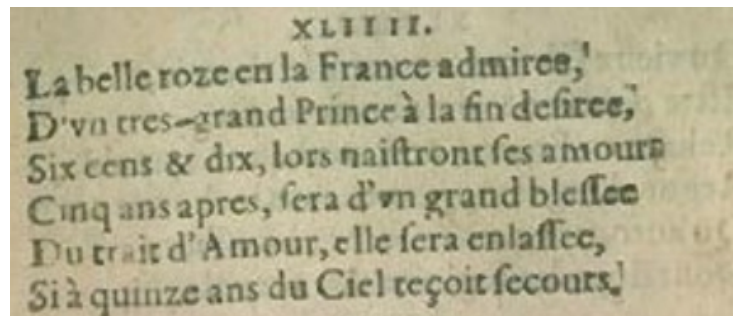 XLIIII.
La belle roze en la France admiree,
D'vn tres-grand Prince à la fin desiree,
Six cens & dix, lors naiſtront ſes amours
Cinq ans apres, ſera d'vn grand bleſſee
Du trait d'Amour, elle ſera enlaſſee,
Si à quinze ans du Ciel reçoit ſecours.